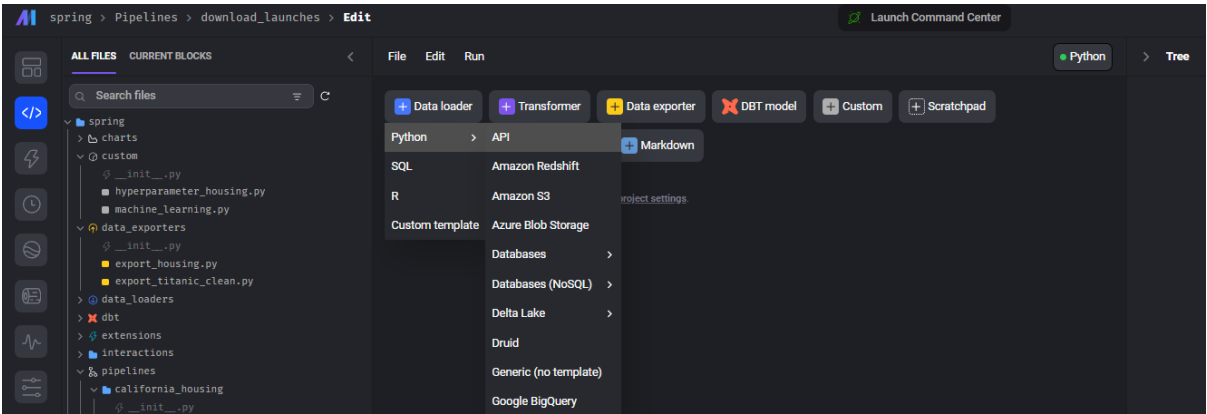 spring > Pipelines > download_launches > Edit
Launch Command Center
ALL FILES CURRENT BLOCKS
Search files
spring
charts
custom
__init__.py
hyperparameter_housing.py
machine_learning.py
data_exporters
__init__.py
export_housing.py
export_titanic_clean.py
data_loaders
dbt
extensions
interactions
pipelines
california_housing
__init__.py
File Edit Run
Python
Tree
Data loader
Transformer
Data exporter
DBT model
Custom
Scratchpad
Markdown
project settings.
Python
SQL
R
Custom template
API
Amazon Redshift
Amazon S3
Azure Blob Storage
Databases
Databases (NoSQL)
Delta Lake
Druid
Generic (no template)
Google BigQuery